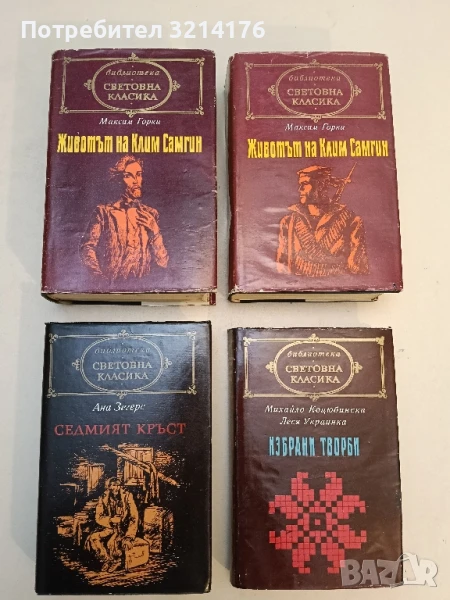 Потребител #3214176
библиотека
СВЕТОВНА
КЛАСИКА
Максим Горки
Животът на Клим Самгин
библиотека
СВЕТОВНА
КЛАСИКА
Максим Горки
Животът на Клим Самгин
библиотека
СВЕТОВНА
КЛАСИКА
Ана Зегерс
СЕДМИЯТ КРЪСТ
библиотека
СВЕТОВНА
КЛАСИКА
Михайло Коцюбински
Леся Украинка
ИЗБРАНИ ТВОРБИ
BAZAR